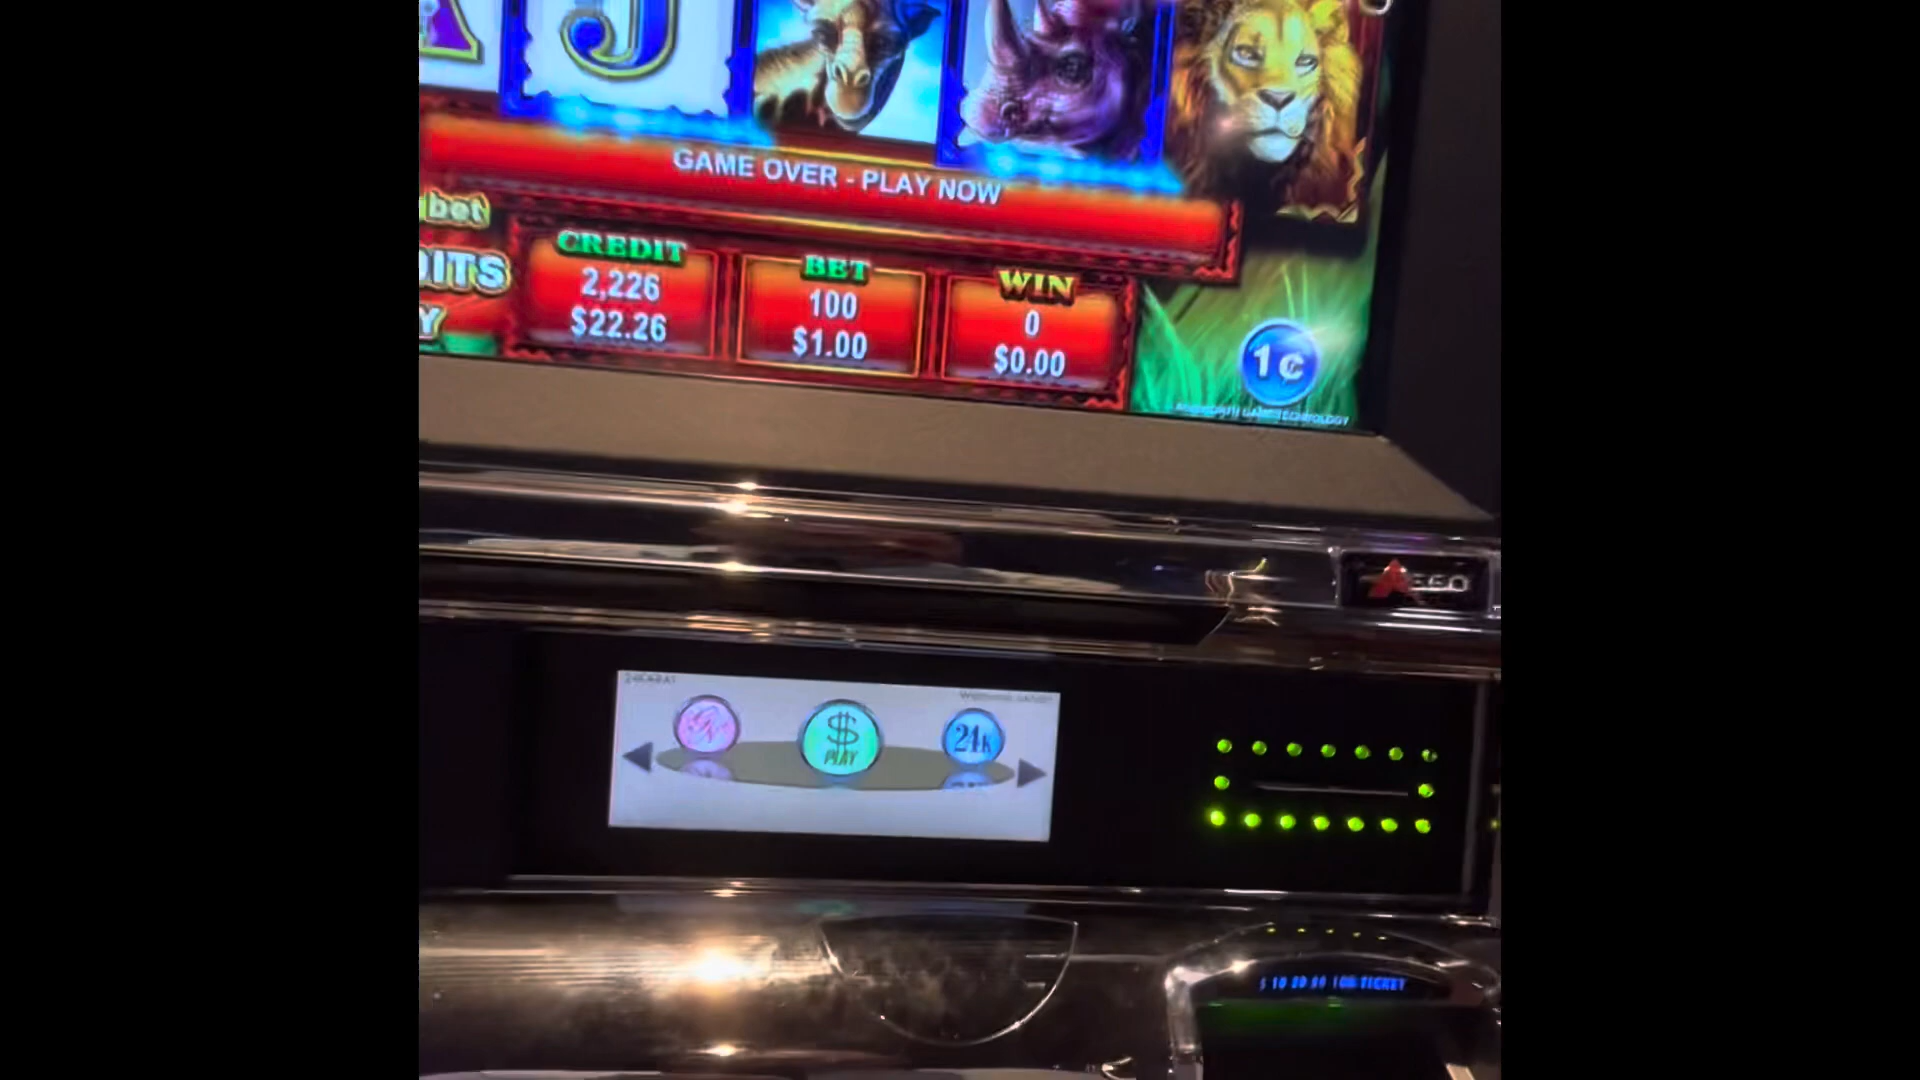 J
GAME OVER - PLAY NOW
bet
CREDIT
BET
WIN
2,226
100
0
$22.26
$1.00
$0.00
1¢
$
PLAY
24K